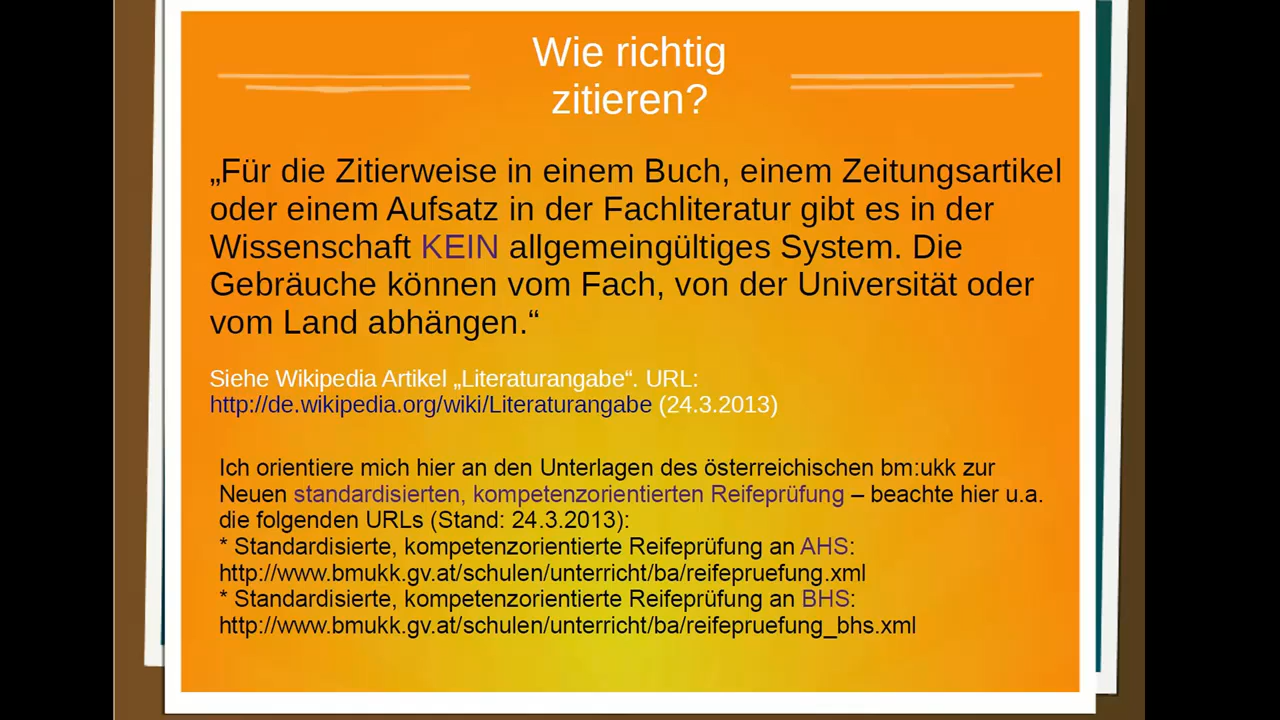 Wie richtig
zitieren?
„Für die Zitierweise in einem Buch, einem Zeitungsartikel
oder einem Aufsatz in der Fachliteratur gibt es in der
Wissenschaft KEIN allgemeingültiges System. Die
Gebräuche können vom Fach, von der Universität oder
vom Land abhängen.“
Siehe Wikipedia Artikel „Literaturangabe“. URL:
http://de.wikipedia.org/wiki/Literaturangabe (24.3.2013)
Ich orientiere mich hier an den Unterlagen des österreichischen bm:ukk zur
Neuen standardisierten, kompetenzorientierten Reifeprüfung – beachte hier u.a.
die folgenden URLs (Stand: 24.3.2013):
* Standardisierte, kompetenzorientierte Reifeprüfung an AHS:
http://www.bmukk.gv.at/schulen/unterricht/ba/reifepruefung.xml
* Standardisierte, kompetenzorientierte Reifeprüfung an BHS:
http://www.bmukk.gv.at/schulen/unterricht/ba/reifepruefung_bhs.xml